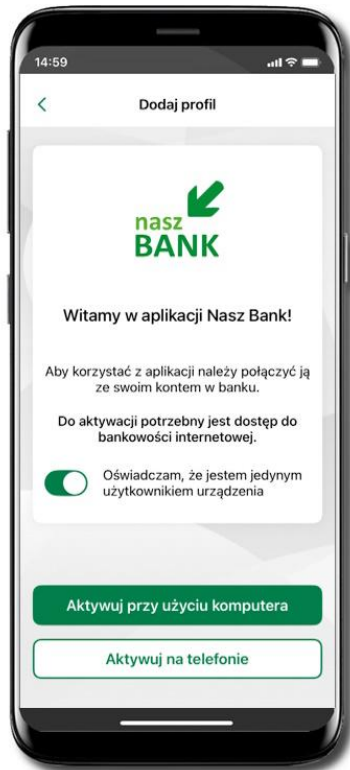 14:59
Dodaj profil
nasz
BANK
Witamy w aplikacji Nasz Bank!
Aby korzystać z aplikacji należy połączyć ją
ze swoim kontem w banku.
Do aktywacji potrzebny jest dostęp do
bankowości internetowej.
Oświadczam, że jestem jedynym
użytkownikiem urządzenia
Aktywuj przy użyciu komputera
Aktywuj na telefonie